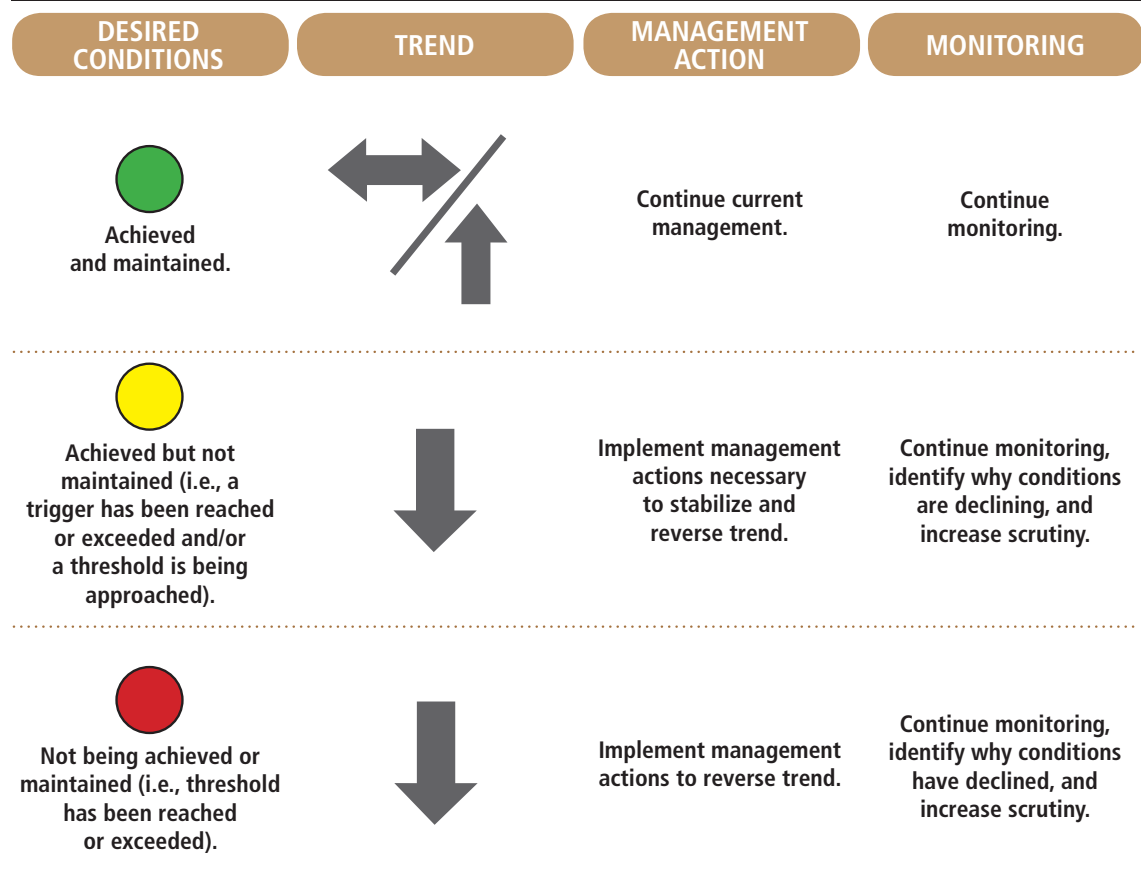 DESIRED
CONDITIONS
TREND
MANAGEMENT
ACTION
MONITORING
Achieved
and maintained.
Continue current
management.
Continue
monitoring.
Achieved but not
maintained (i.e., a
trigger has been reached
or exceeded and/or
a threshold is being
approached).
Implement management
actions necessary
to stabilize and
reverse trend.
Continue monitoring,
identify why conditions
are declining, and
increase scrutiny.
Not being achieved or
maintained (i.e., threshold
has been reached
or exceeded).
Implement management
actions to reverse trend.
Continue monitoring,
identify why conditions
have declined, and
increase scrutiny.